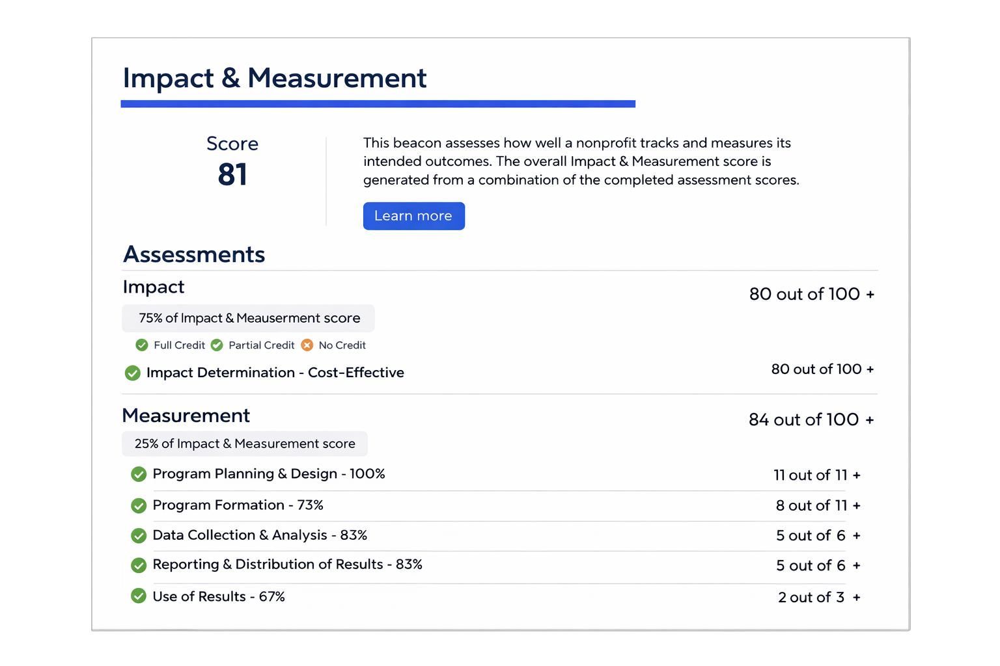 Impact & Measurement
Score
81
This beacon assesses how well a nonprofit tracks and measures its
intended outcomes. The overall Impact & Measurement score is
generated from a combination of the completed assessment scores.
Learn more
Assessments
Impact
80 out of 100 +
75% of Impact & Meauserment score
Full Credit Partial Credit No Credit
Impact Determination - Cost-Effective 80 out of 100 +
Measurement
84 out of 100 +
25% of Impact & Measurement score
Program Planning & Design - 100% 11 out of 11 +
Program Formation - 73% 8 out of 11 +
Data Collection & Analysis - 83% 5 out of 6 +
Reporting & Distribution of Results - 83% 5 out of 6 +
Use of Results - 67% 2 out of 3 +